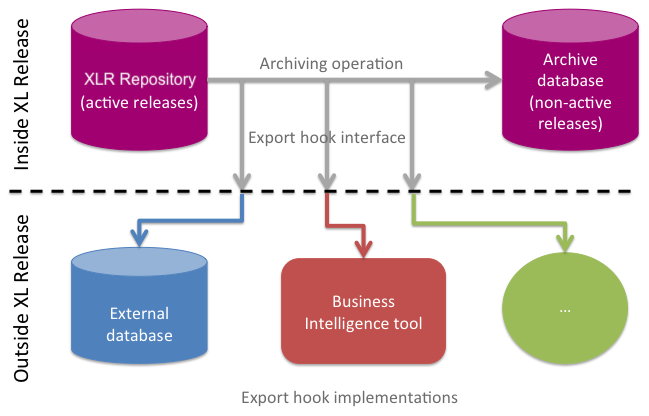 Inside XL Release
XLR Repository
(active releases)
Archiving operation
Archive
database
(non-active
releases)
Export hook interface
Outside XL Release
External
database
Business
Intelligence tool
...
Export hook implementations